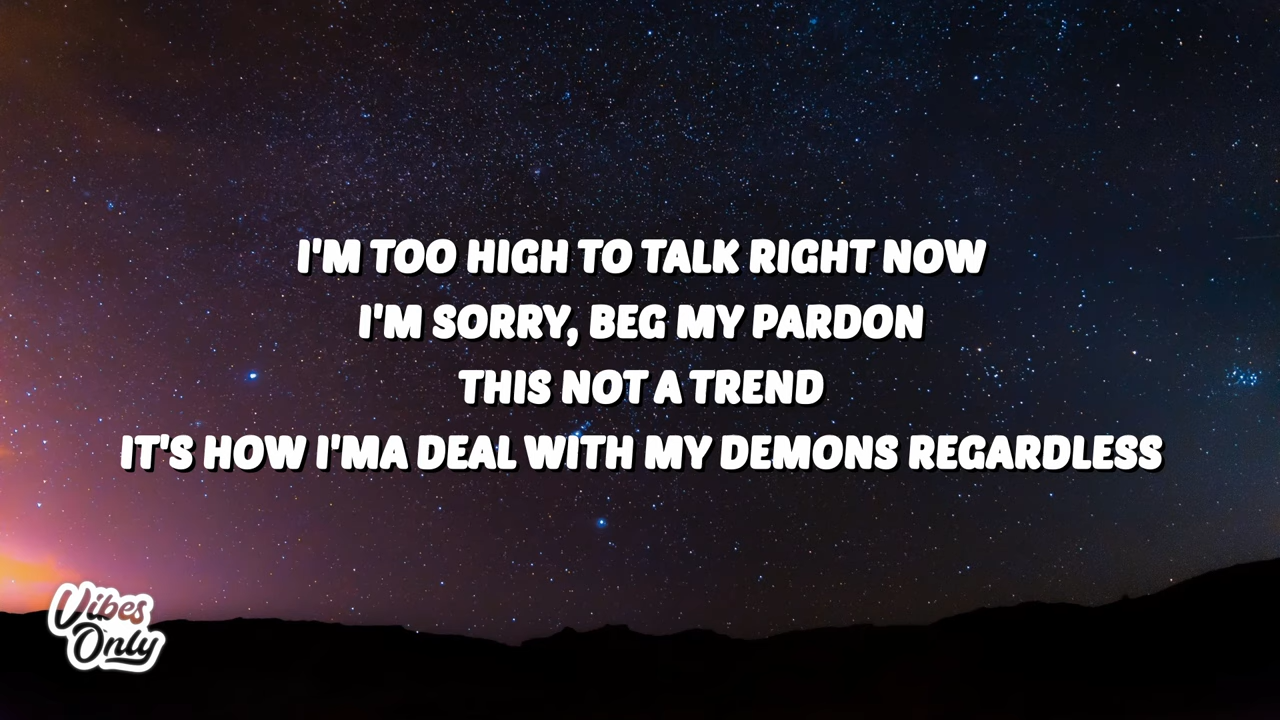 I'M TOO HIGH TO TALK RIGHT NOW
I'M SORRY, BEG MY PARDON
THIS NOT A TREND
IT'S HOW I'MA DEAL WITH MY DEMONS REGARDLESS
Vibes
Only